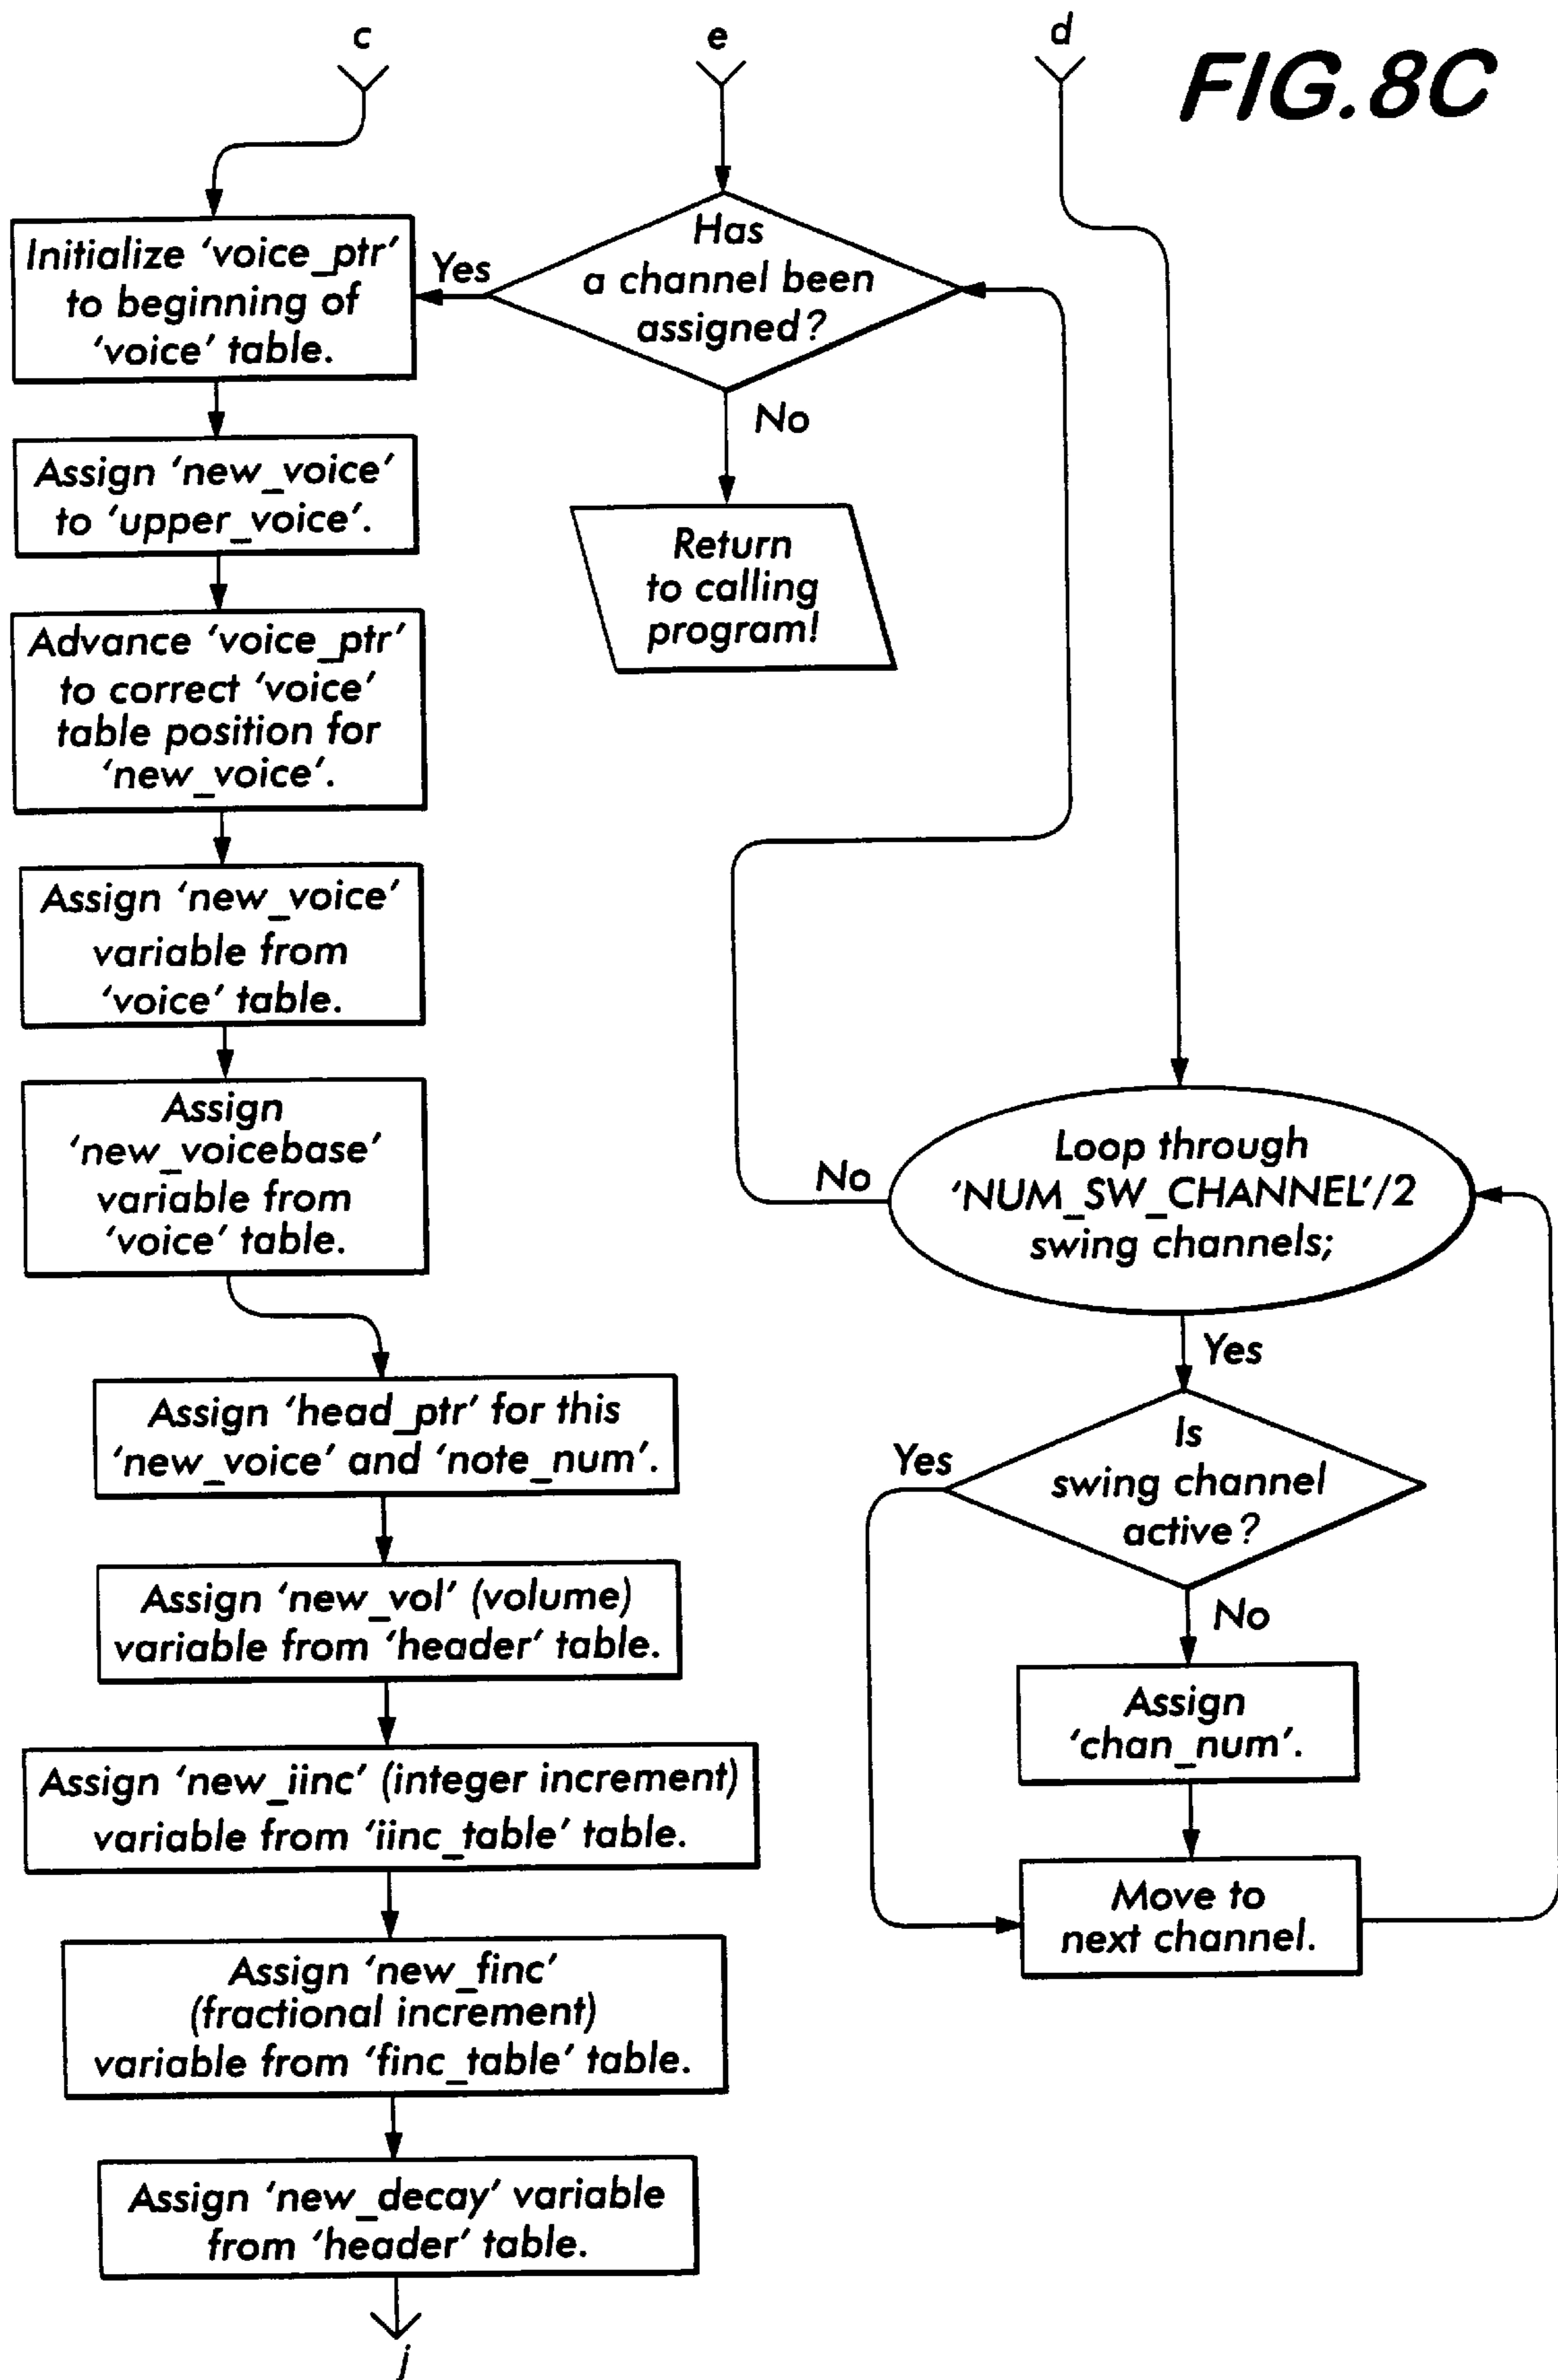 c
e
d
FIG.8C
Initialize ‘voice_ptr’
to beginning of
‘voice’ table.
Yes
Has
a channel been
assigned?
No
Return
to calling
program!
Assign ‘new_voice’
to ‘upper_voice’.
Advance ‘voice_ptr’
to correct ‘voice’
table position for
‘new_voice’.
Assign ‘new_voice’
variable from
‘voice’ table.
Assign
‘new_voicebase’
variable from
‘voice’ table.
Assign ‘head_ptr’ for this
‘new_voice’ and ‘note_num’.
Assign ‘new_vol’ (volume)
variable from ‘header’ table.
Assign ‘new_iinc’ (integer increment)
variable from ‘iinc_table’ table.
Assign ‘new_finc’
(fractional increment)
variable from ‘finc_table’ table.
Assign ‘new_decay’ variable
from ‘header’ table.
j
Loop through
‘NUM_SW_CHANNEL’/2
swing channels;
No
Yes
Is
swing channel
active?
Yes
No
Assign
‘chan_num’.
Move to
next channel.